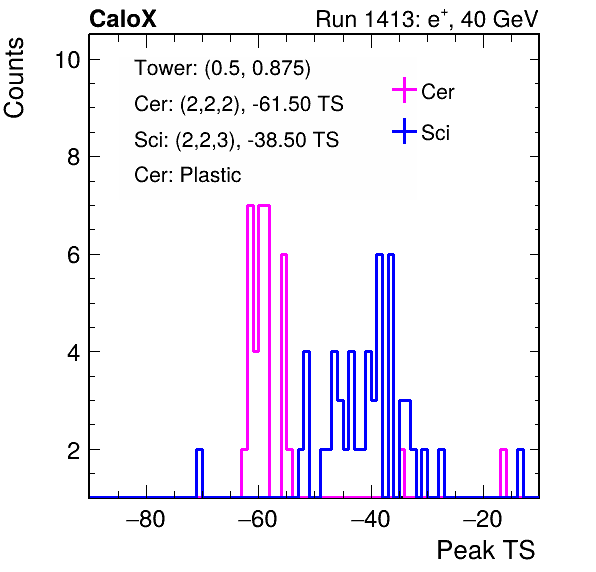 CaloX Run 1413: e⁺, 40 GeV
Counts
Tower: (0.5, 0.875)
Cer: (2,2,2), -61.50 TS
Sci: (2,2,3), -38.50 TS
Cer: Plastic
Cer
Sci
10
8
6
4
2
−80 −60 −40 −20
Peak TS